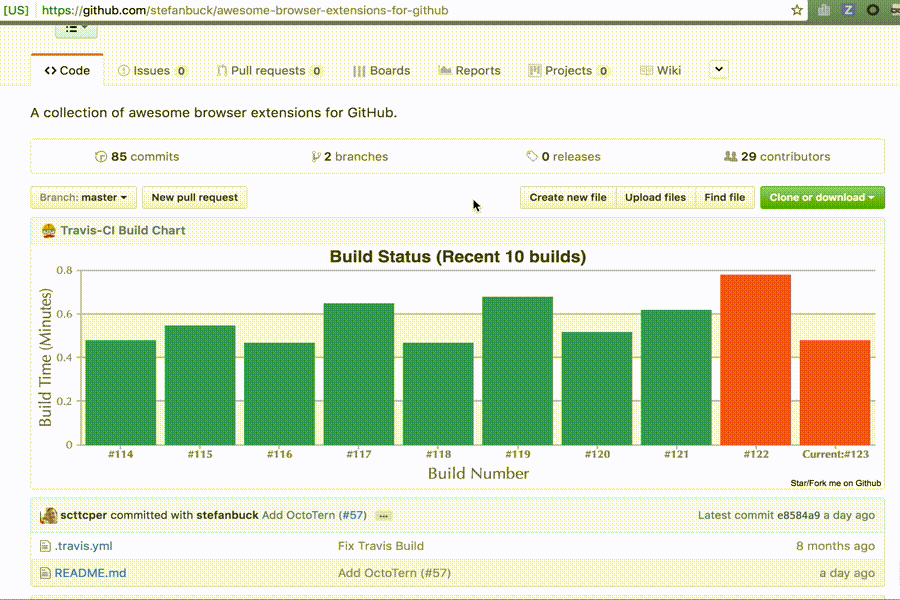 [US] https://github.com/stefanbuck/awesome-browser-extensions-for-github
Z
<> Code Issues 0 Pull requests 0 Boards Reports Projects 0 Wiki
A collection of awesome browser extensions for GitHub.
85 commits 2 branches 0 releases 29 contributors
Branch: master New pull request Create new file Upload files Find file Clone or download
Travis-CI Build Chart
Build Status (Recent 10 builds)
Build Time (Minutes)
0.8
0.6
0.4
0.2
0
#114 #115 #116 #117 #118 #119 #120 #121 #122 Current:#123
Build Number
Star/Fork me on Github
scttcper committed with stefanbuck Add OctoTern (#57) ... Latest commit e8584a9 a day ago
.travis.yml Fix Travis Build 8 months ago
README.md Add OctoTern (#57) a day ago